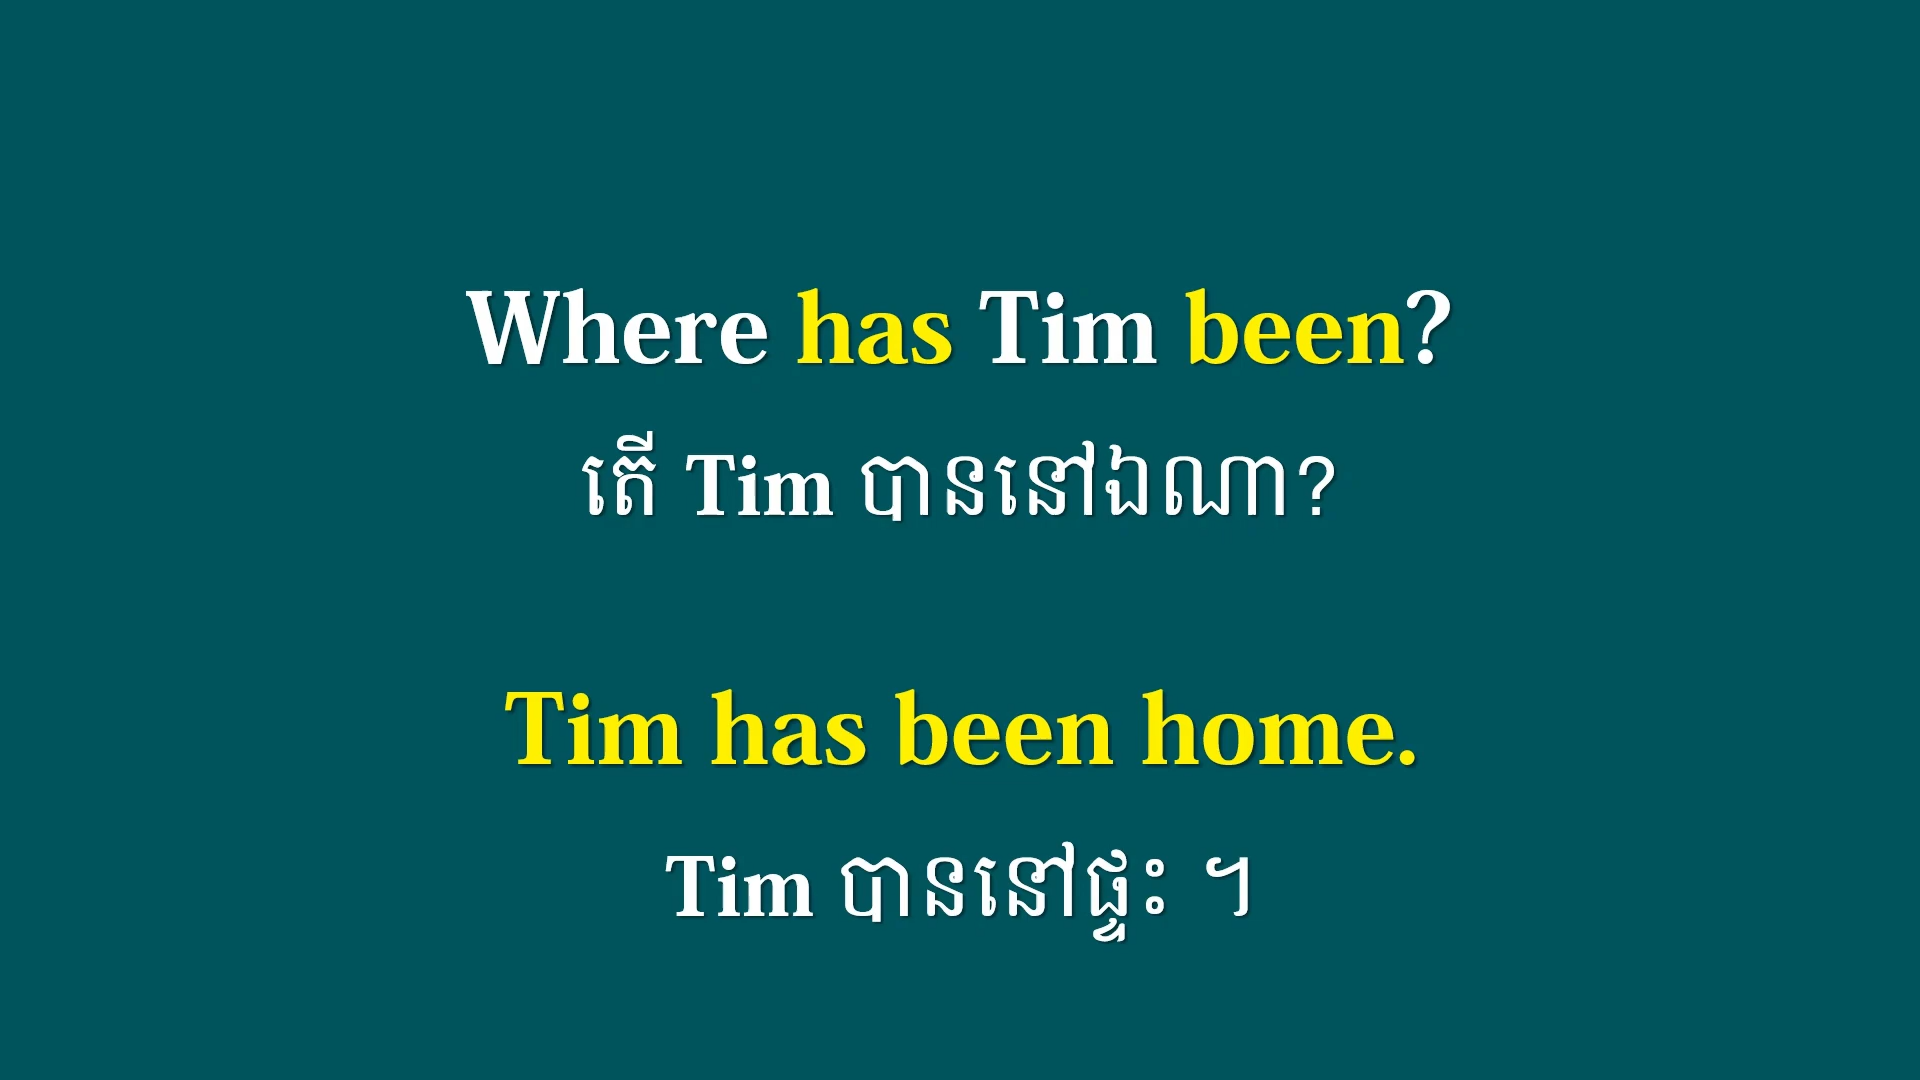 Where has Tim been?
តើ Tim បាននៅឯណា?
Tim has been home.
Tim បាននៅផ្ទះ ។